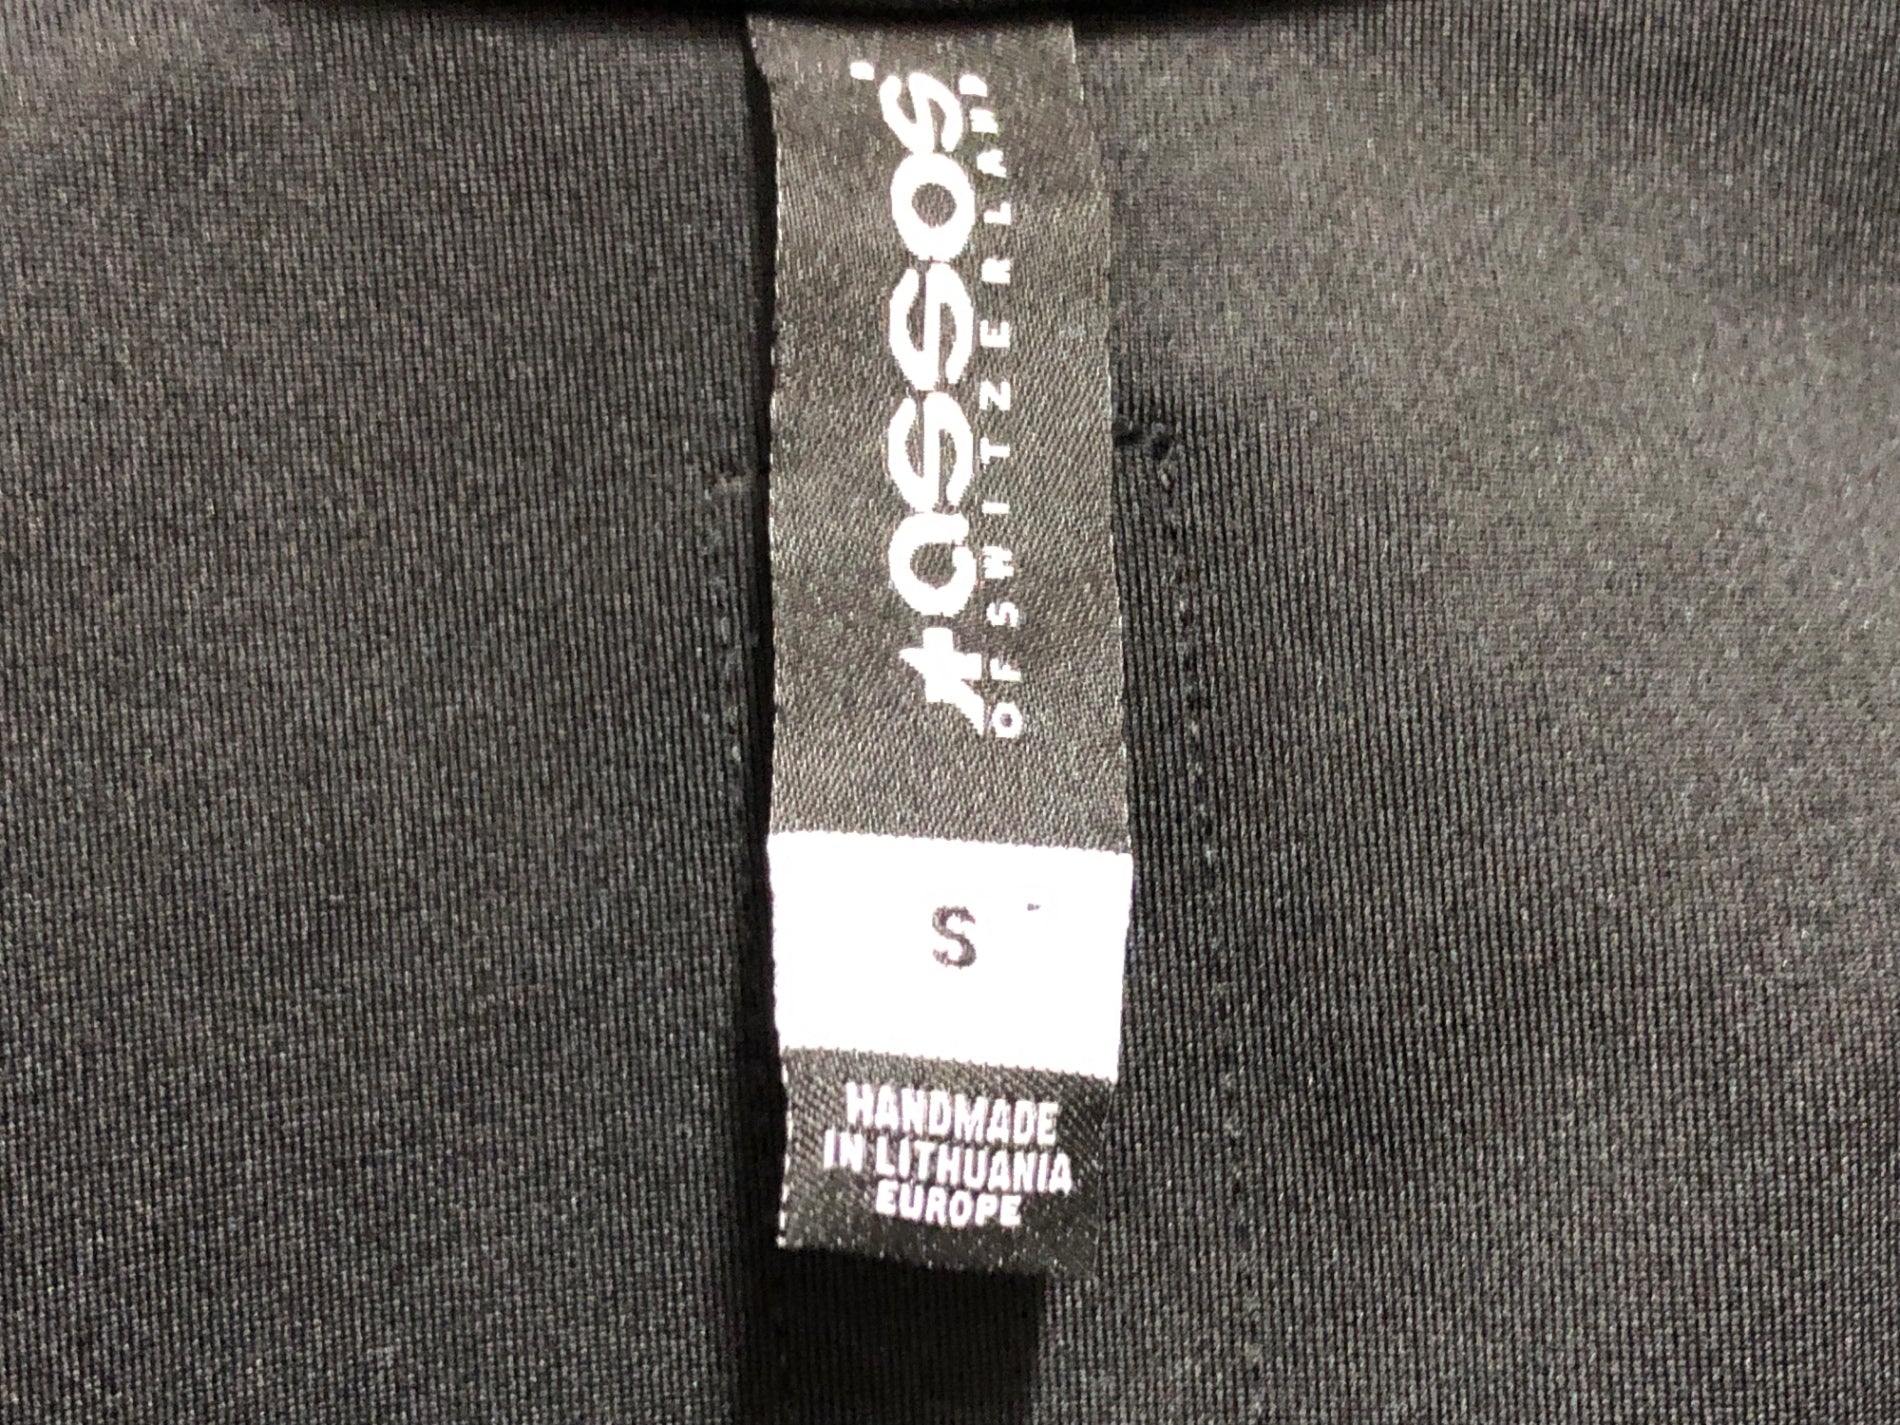 assos
OF SWITZERLAND
S
HANDMADE
IN LITHUANIA
EUROPE